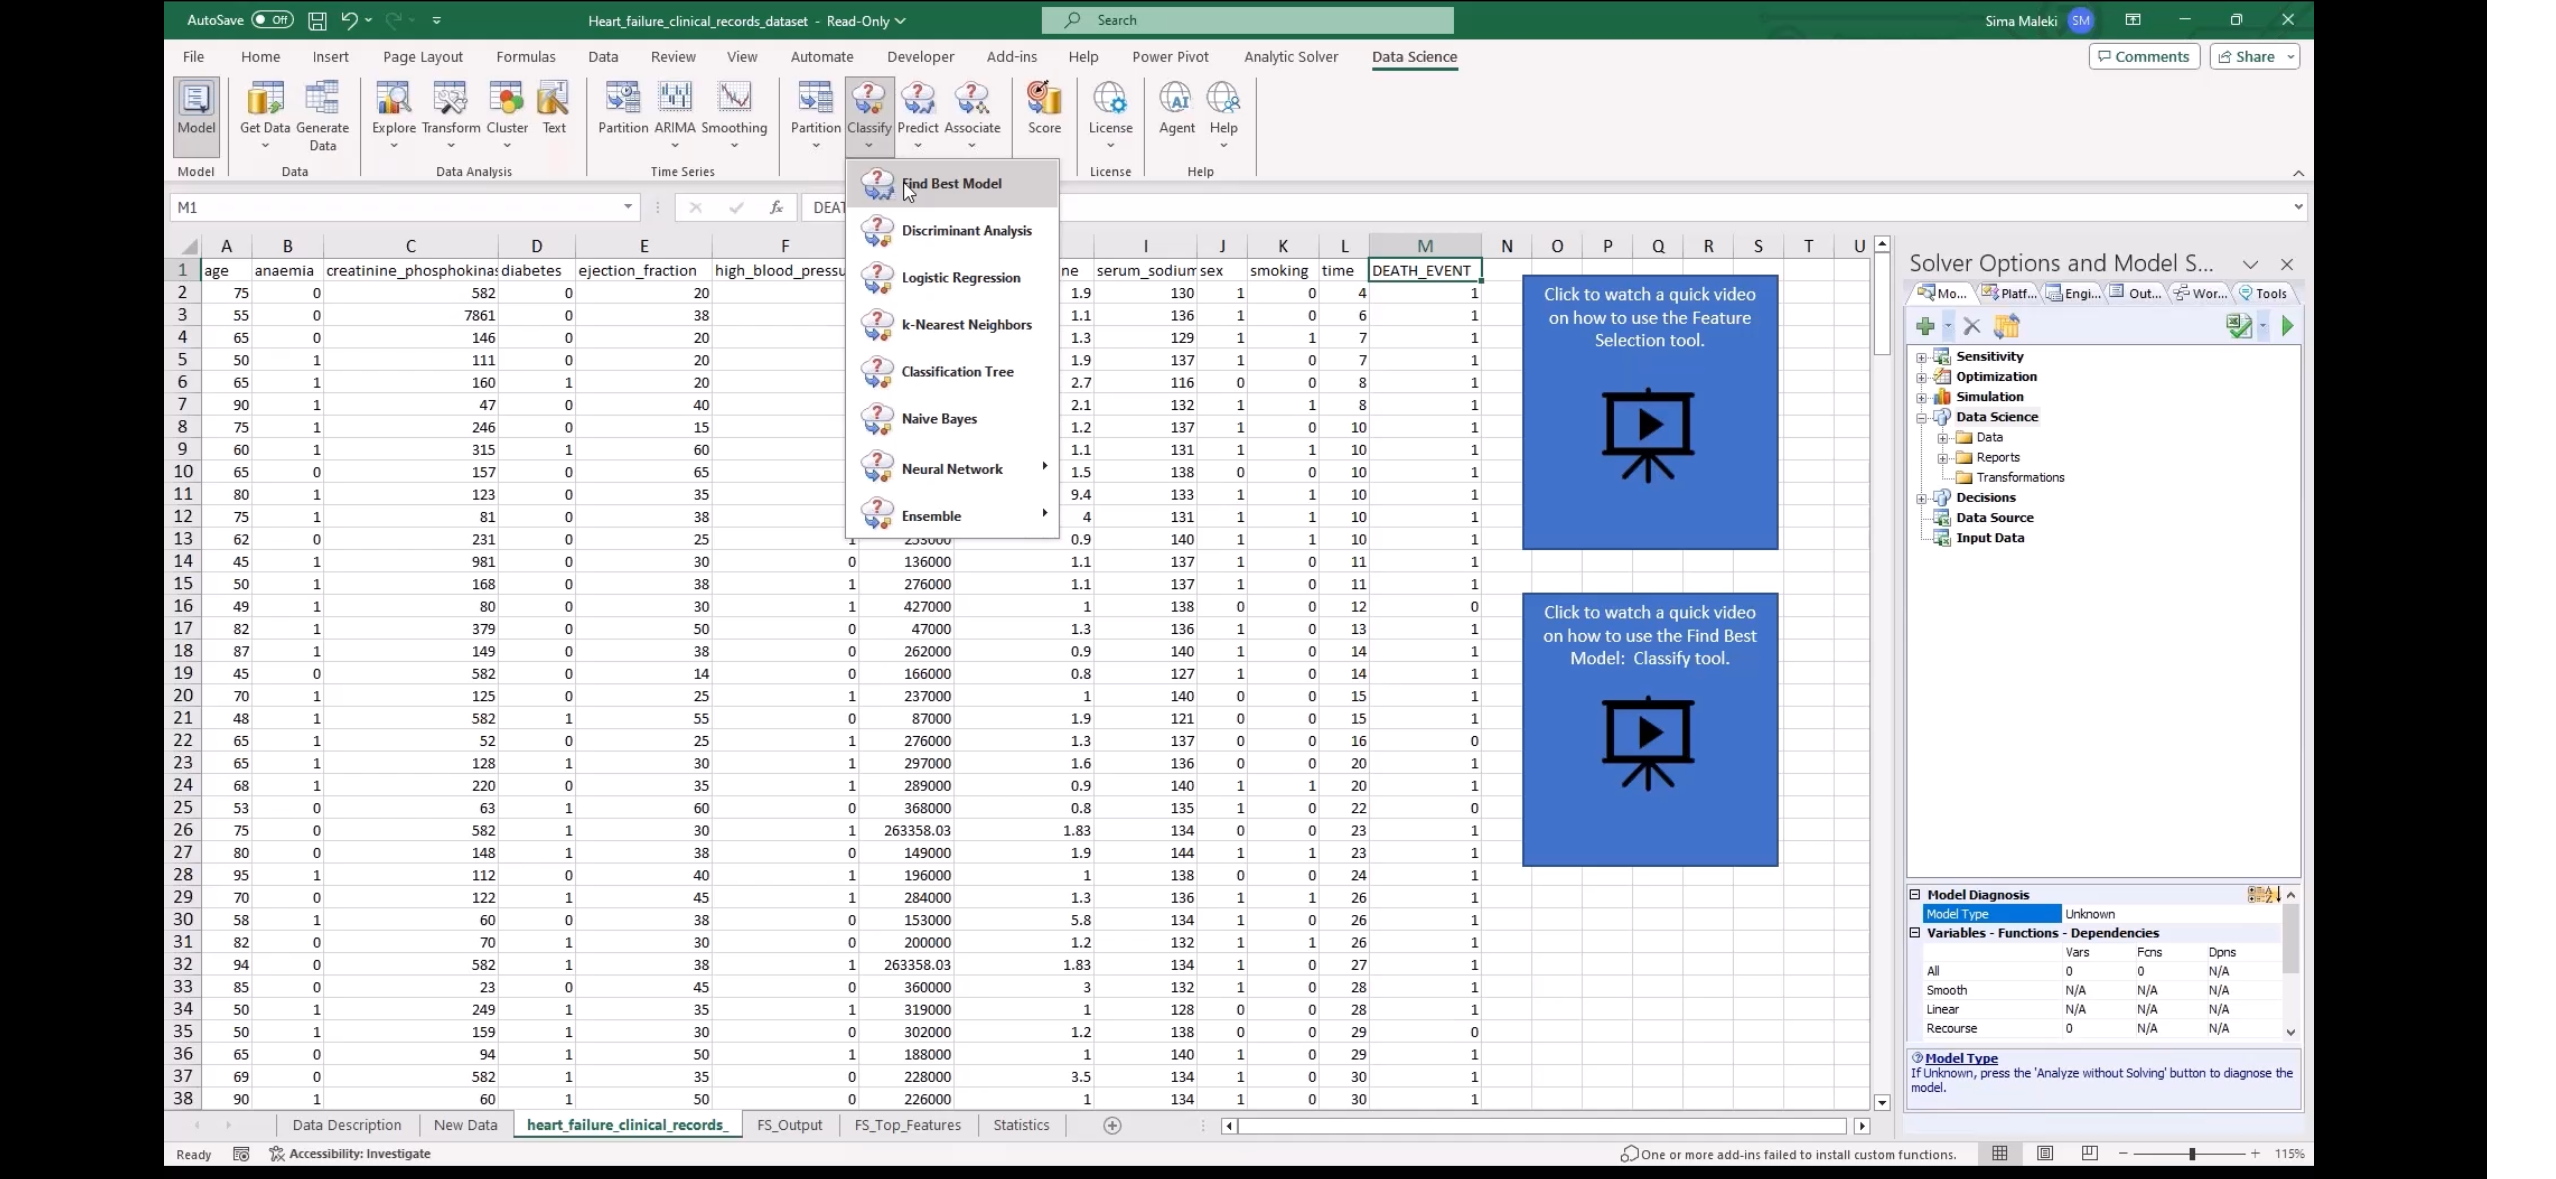 AutoSave Off Heart_failure_clinical_records_dataset - Read-Only Search Sima Maleki SM
File Home Insert Page Layout Formulas Data Review View Automate Developer Add-ins Help Power Pivot Analytic Solver Data Science Comments Share
Model Get Data Generate Data Explore Transform Cluster Text Partition ARIMA Smoothing Partition Classify Predict Associate Score License Agent Help
Model Data Data Analysis Time Series License Help
Find Best Model
Discriminant Analysis
Logistic Regression
k-Nearest Neighbors
Classification Tree
Naive Bayes
Neural Network
Ensemble
M1 fx DEAT
A B C D E F I J K L M N O P Q R S T U
1 age anaemia creatinine_phosphokinas diabetes ejection_fraction high_blood_pressu ne serum_sodium sex smoking time DEATH_EVENT
2 75 0 582 0 20 1.9 130 1 0 4 1
3 55 0 7861 0 38 1.1 136 1 0 6 1
4 65 0 146 0 20 1.3 129 1 1 7 1
5 50 1 111 0 20 1.9 137 1 0 7 1
6 65 1 160 1 20 2.7 116 0 0 8 1
7 90 1 47 0 40 2.1 132 1 1 8 1
8 75 1 246 0 15 1.2 137 1 0 10 1
9 60 1 315 1 60 1.1 131 1 1 10 1
10 65 0 157 0 65 1.5 138 0 0 10 1
11 80 1 123 0 35 9.4 133 1 1 10 1
12 75 1 81 0 38 4 131 1 1 10 1
13 62 0 231 0 25 1 253000 0.9 140 1 1 10 1
14 45 1 981 0 30 0 136000 1.1 137 1 0 11 1
15 50 1 168 0 38 1 276000 1.1 137 1 0 11 1
16 49 1 80 0 30 1 427000 1 138 0 0 12 0
17 82 1 379 0 50 0 47000 1.3 136 1 0 13 1
18 87 1 149 0 38 0 262000 0.9 140 1 0 14 1
19 45 0 582 0 14 0 166000 0.8 127 1 0 14 1
20 70 1 125 0 25 1 237000 1 140 0 0 15 1
21 48 1 582 1 55 0 87000 1.9 121 0 0 15 1
22 65 1 52 0 25 1 276000 1.3 137 0 0 16 0
23 65 1 128 1 30 1 297000 1.6 136 0 0 20 1
24 68 1 220 0 35 1 289000 0.9 140 1 1 20 1
25 53 0 63 1 60 0 368000 0.8 135 1 0 22 0
26 75 0 582 1 30 1 263358.03 1.83 134 0 0 23 1
27 80 0 148 1 38 0 149000 1.9 144 1 1 23 1
28 95 1 112 0 40 1 196000 1 138 0 0 24 1
29 70 0 122 1 45 1 284000 1.3 136 1 1 26 1
30 58 1 60 0 38 0 153000 5.8 134 1 0 26 1
31 82 0 70 1 30 0 200000 1.2 132 1 1 26 1
32 94 0 582 1 38 1 263358.03 1.83 134 1 0 27 1
33 85 0 23 0 45 0 360000 3 132 1 0 28 1
34 50 1 249 1 35 1 319000 1 128 0 0 28 1
35 50 1 159 1 30 0 302000 1.2 138 0 0 29 0
36 65 0 94 1 50 1 188000 1 140 1 0 29 1
37 69 0 582 1 35 0 228000 3.5 134 1 0 30 1
38 90 1 60 1 50 0 226000 1 134 1 0 30 1
Click to watch a quick video
on how to use the Feature
Selection tool.
Click to watch a quick video
on how to use the Find Best
Model: Classify tool.
Solver Options and Model S...
Mo... Platf... Engi... Out... Wor... Tools
Sensitivity
Optimization
Simulation
Data Science
Data
Reports
Transformations
Decisions
Data Source
Input Data
Model Diagnosis
Model Type Unknown
Variables - Functions - Dependencies
Vars Fcns Dpns
All 0 0 N/A
Smooth N/A N/A N/A
Linear N/A N/A N/A
Recourse 0 N/A N/A
Model Type
If Unknown, press the 'Analyze without Solving' button to diagnose the
model.
Data Description New Data heart_failure_clinical_records_ FS_Output FS_Top_Features Statistics
Ready Accessibility: Investigate One or more add-ins failed to install custom functions. 115%